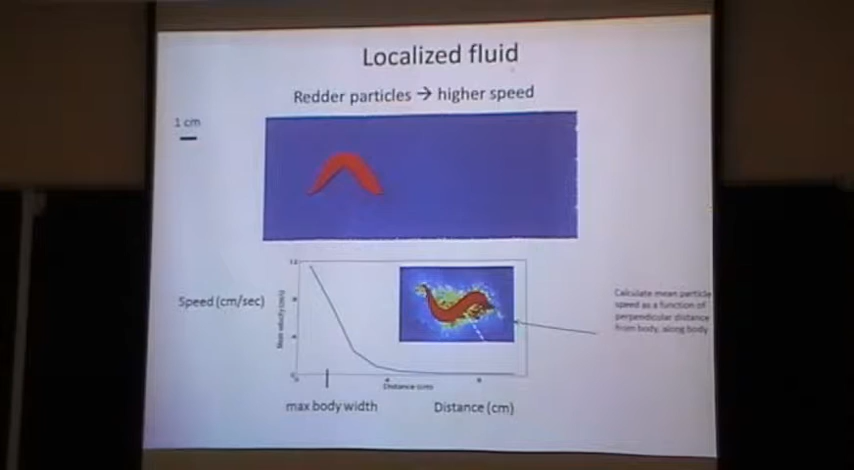 Localized fluid
Redder particles → higher speed
1 cm
Speed (cm/sec)
Calculate mean particle
speed as a function of
perpendicular distance
from body, along body
Distance (cm)
max body width
Distance (cm)